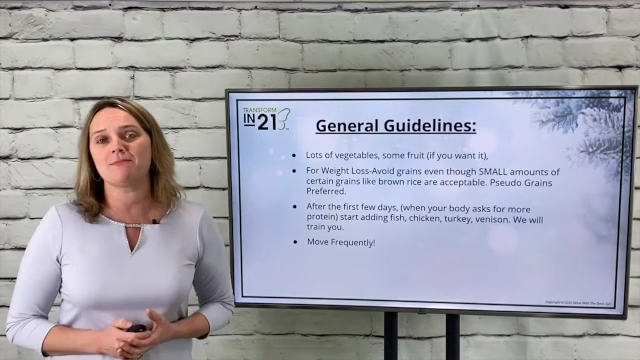 TRANSFORM
IN 21
General Guidelines:
• Lots of vegetables, some fruit (if you want it),
• For Weight Loss-Avoid grains even though SMALL amounts of
certain grains like brown rice are acceptable. Pseudo Grains
Preferred.
• After the first few days, (when your body asks for more
protein) start adding fish, chicken, turkey, venison. We will
train you.
• Move Frequently!